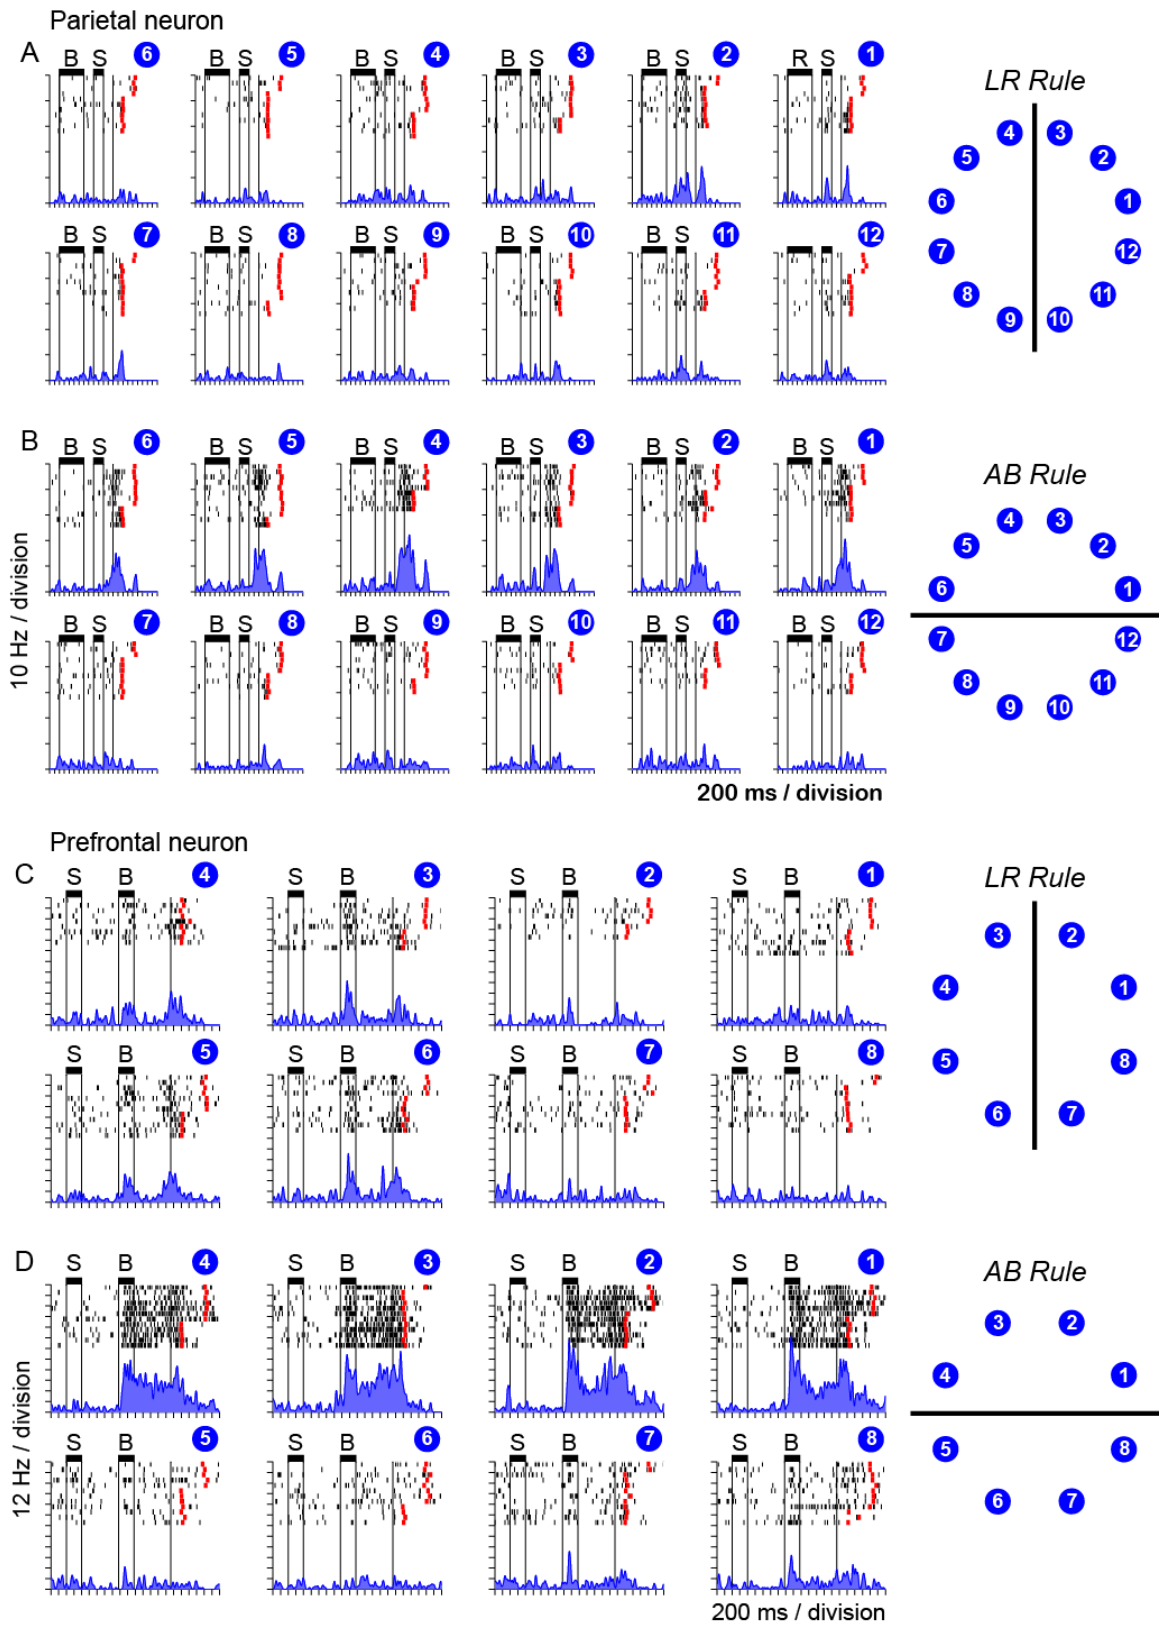 Parietal neuron
A
B S 6 B S 5 B S 4 B S 3 B S 2 R S 1
LR Rule
4 3
5 2
6 1
7 12
8 11
9 10
B S 7 B S 8 B S 9 B S 10 B S 11 12
B
B S 6 B S 5 B S 4 B S 3 B S 2 B S 1
AB Rule
4 3
5 2
6 1
7 12
8 11
9 10
B S 7 B S 8 B S 9 B S 10 B S 11 B S 12
10 Hz / division
200 ms / division
Prefrontal neuron
C
S B 4 S B 3 S B 2 S B 1
LR Rule
3 2
4 1
5 8
6 7
S B 5 S B 6 S B 7 S B 8
D
S B 4 S B 3 S B 2 S B 1
AB Rule
3 2
4 1
5 8
6 7
S B 5 S B 6 S B 7 S B 8
12 Hz / division
200 ms / division